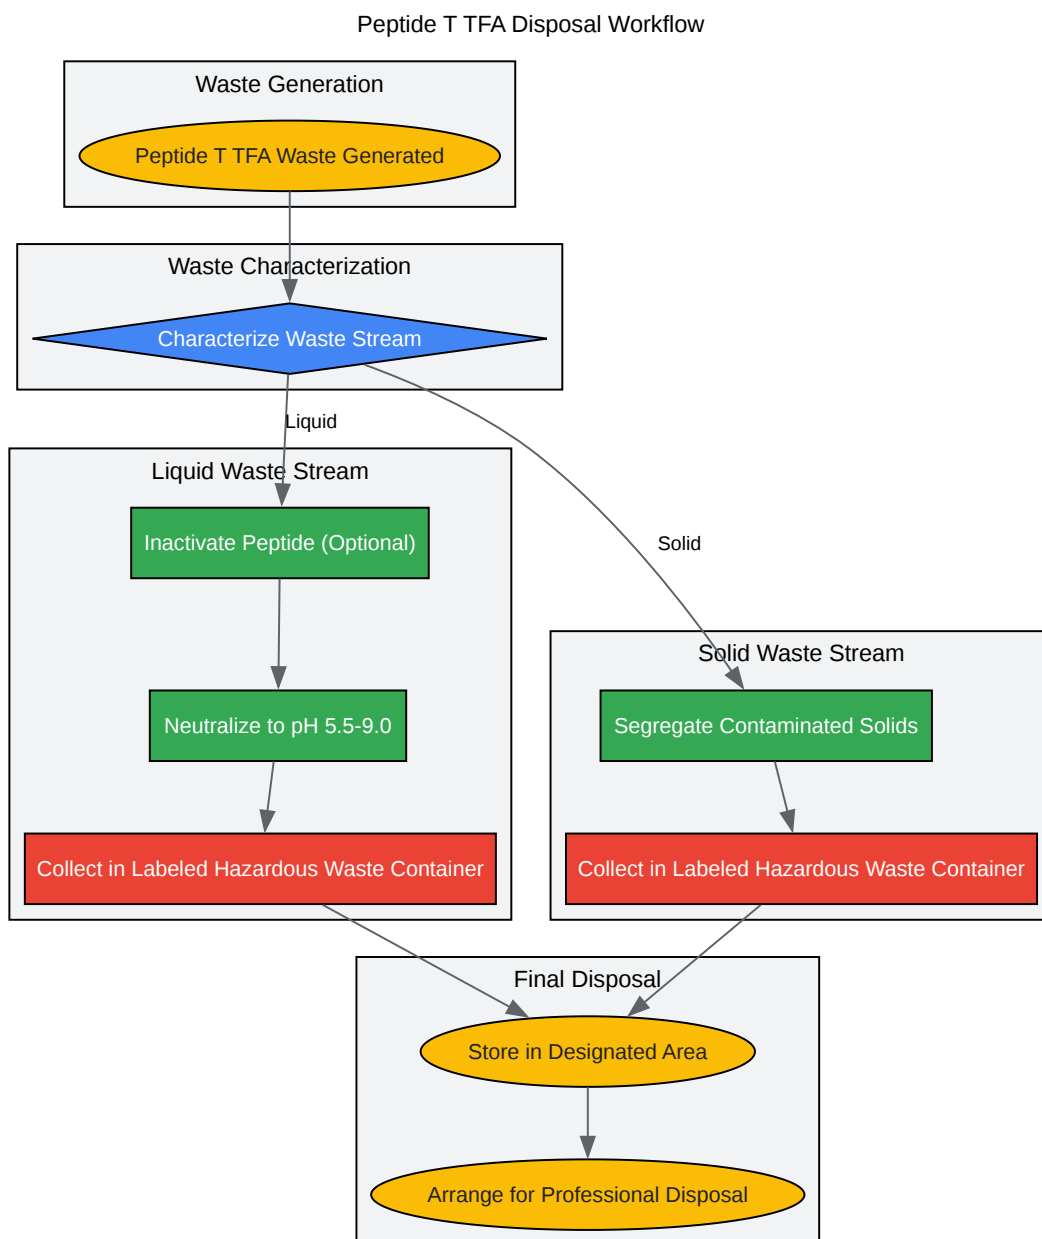 Peptide T TFA Disposal Workflow
Waste Generation
Peptide T TFA Waste Generated
Waste Characterization
Characterize Waste Stream
Liquid
Solid
Liquid Waste Stream
Inactivate Peptide (Optional)
Neutralize to pH 5.5-9.0
Collect in Labeled Hazardous Waste Container
Solid Waste Stream
Segregate Contaminated Solids
Collect in Labeled Hazardous Waste Container
Final Disposal
Store in Designated Area
Arrange for Professional Disposal